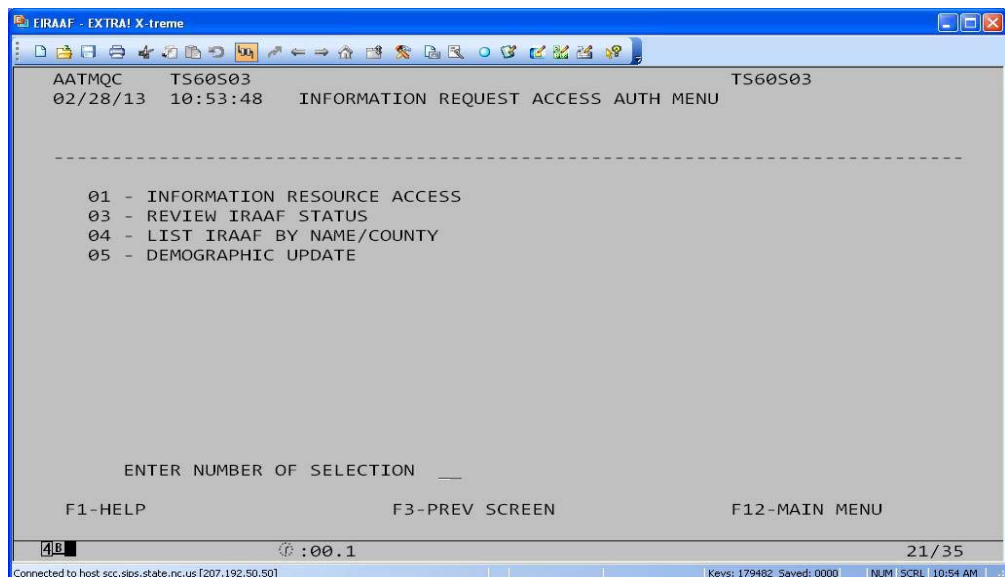 EIRAAF - EXTRA! X-treme
AATMQC TS60S03 TS60S03
02/28/13 10:53:48 INFORMATION REQUEST ACCESS AUTH MENU
--------------------------------------------------------------------------------
01 - INFORMATION RESOURCE ACCESS
03 - REVIEW IRAAF STATUS
04 - LIST IRAAF BY NAME/COUNTY
05 - DEMOGRAPHIC UPDATE
ENTER NUMBER OF SELECTION __
F1-HELP F3-PREV SCREEN F12-MAIN MENU
4B :00.1 21/35
Connected to host scc.sips.state.nc.us [207.192.50.50] Keys: 179482 Saved: 0000 NUM SCRL 10:54 AM